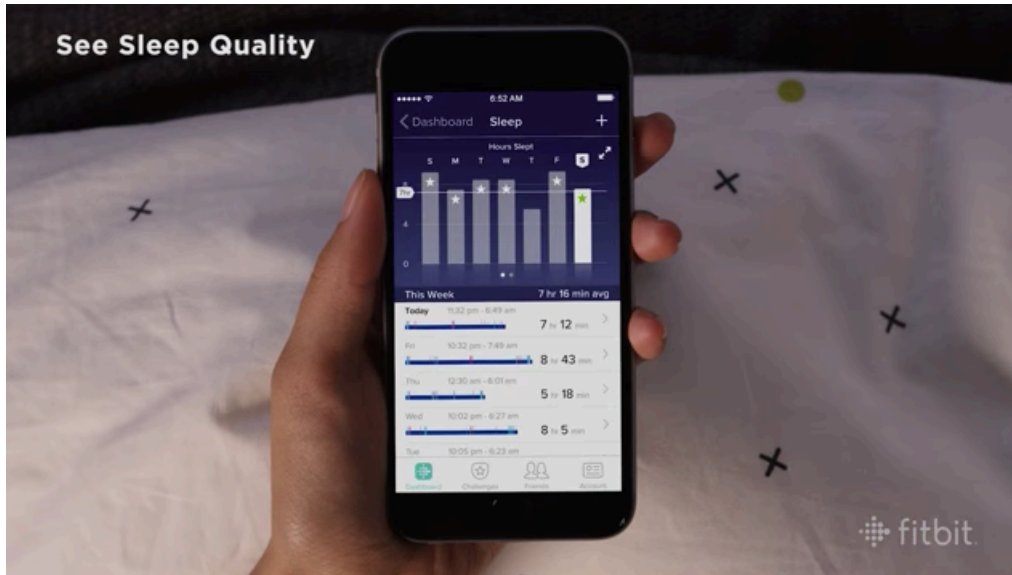 See Sleep Quality
6:52 AM
Dashboard Sleep +
Hours Slept
S M T W T F S
8
7hr
4
0
This Week 7 hr 16 min avg
Today 11:32 pm - 6:49 am
7 hr 12 min
Fri 10:32 pm - 7:48 am
8 hr 43 min
Thu 12:30 am - 6:01 am
5 hr 18 min
Wed 10:02 pm - 6:27 am
8 hr 5 min
Tue 10:05 pm - 6:23 am
Dashboard Challenges Friends Account
fitbit